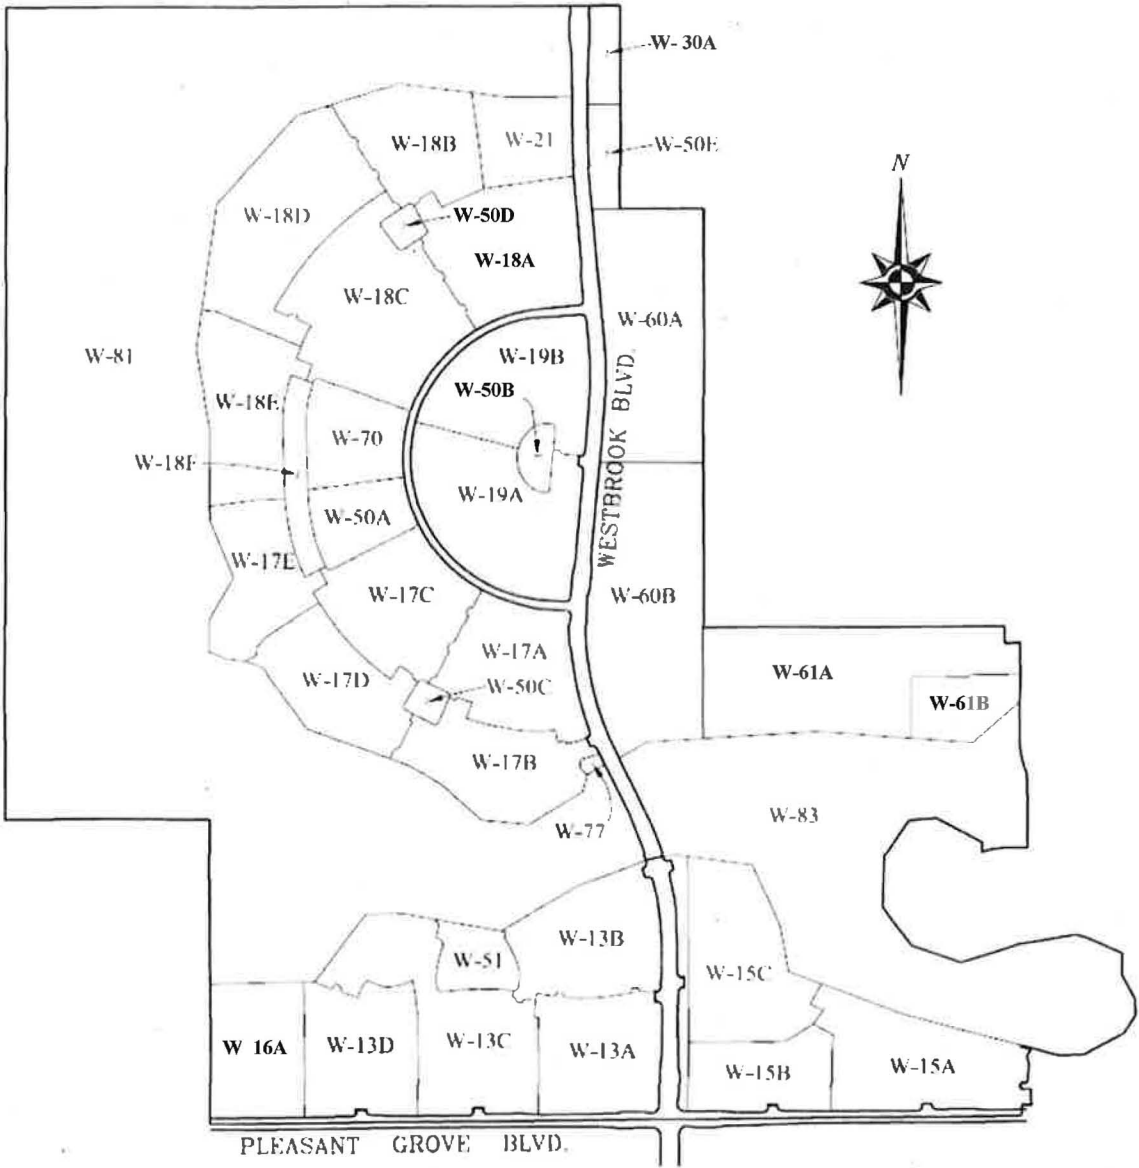 W-30A
W-18B
W-21
W-50E
N
W-18D
W-50D
W-18A
W-18C
W-60A
W-81
W-19B
W-50B
W-18E
WESTBROOK BLVD.
W-70
W-18F
W-19A
W-50A
W-17E
W-17C
W-60B
W-17A
W-61A
W-17D
W-50C
W-61B
W-17B
W-83
W-77
W-13B
W-51
W-15C
W 16A
W-13D
W-13C
W-13A
W-15B
W-15A
PLEASANT GROVE BLVD.